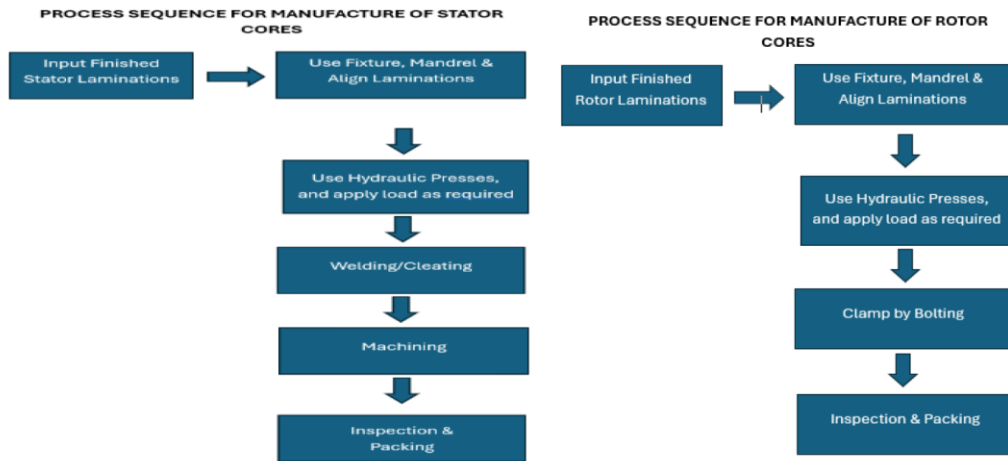 PROCESS SEQUENCE FOR MANUFACTURE OF STATOR
CORES
Input Finished
Stator Laminations
Use Fixture, Mandrel &
Align Laminations
Use Hydraulic Presses,
and apply load as required
Welding/Cleating
Machining
Inspection &
Packing
PROCESS SEQUENCE FOR MANUFACTURE OF ROTOR
CORES
Input Finished
Rotor Laminations
Use Fixture, Mandrel &
Align Laminations
Use Hydraulic Presses,
and apply load as required
Clamp by Bolting
Inspection & Packing